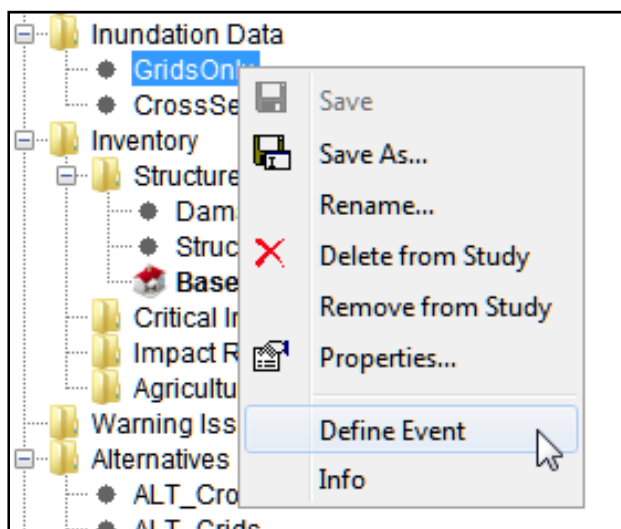 Inundation Data
GridsOnly
CrossSe
Inventory
Structure
Dam
Struc
Base
Critical I
Impact R
Agricultu
Warning Iss
Alternatives
ALT_Cro
ALT_Grids
Save
Save As...
Rename...
Delete from Study
Remove from Study
Properties...
Define Event
Info